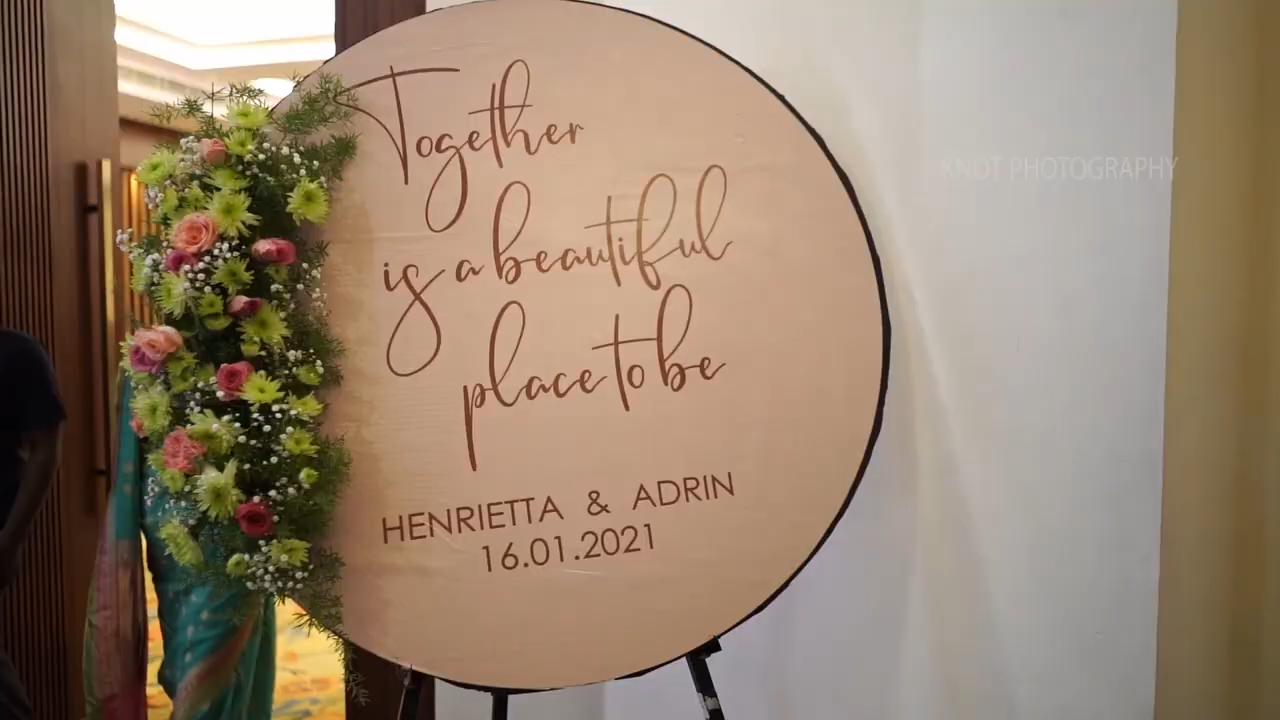 Together
is a beautiful
place to be
HENRIETTA & ADRIN
16.01.2021
KNOT PHOTOGRAPHY